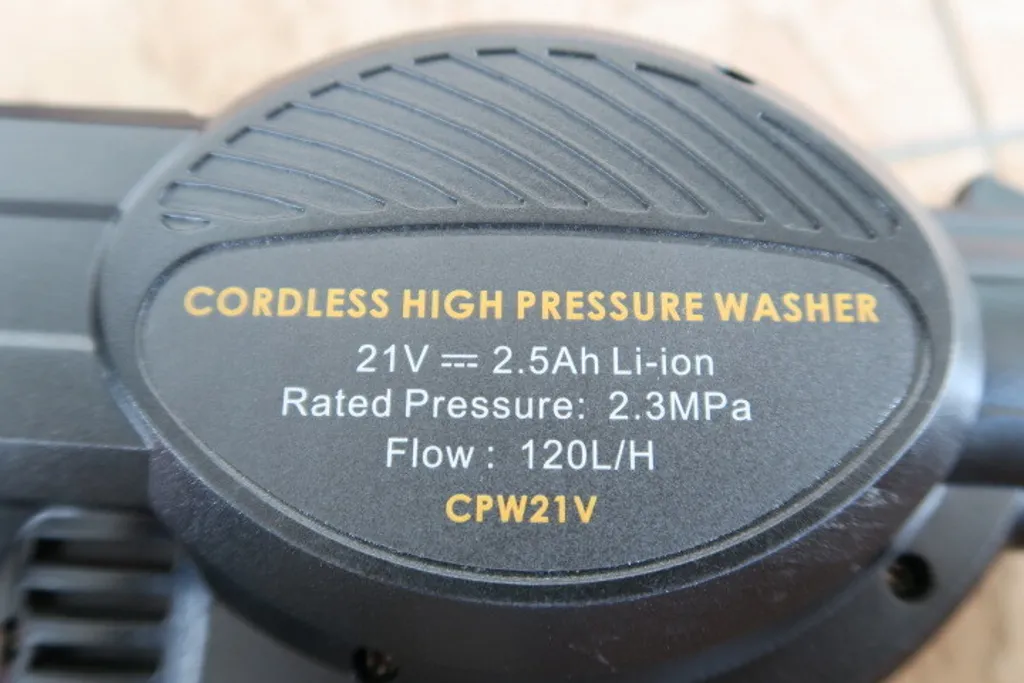 CORDLESS HIGH PRESSURE WASHER
21V ⎓ 2.5Ah Li-ion
Rated Pressure: 2.3MPa
Flow : 120L/H
CPW21V